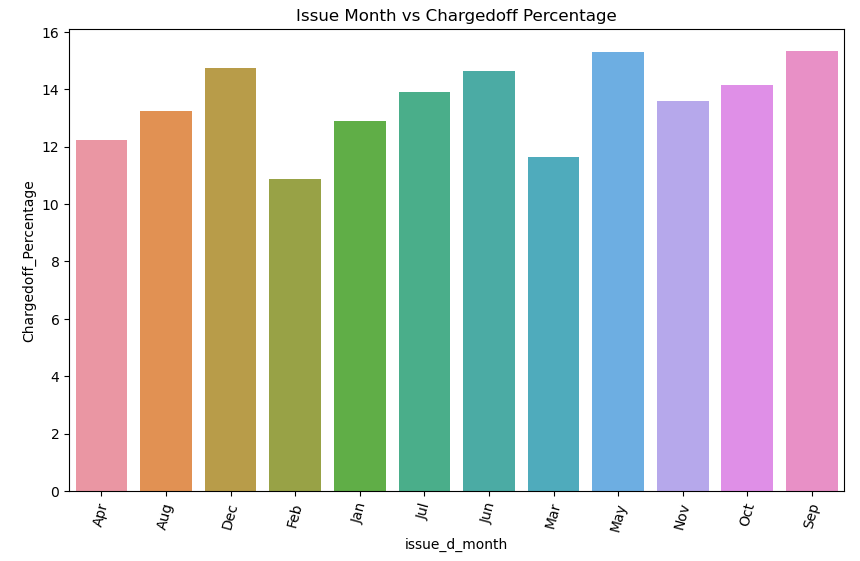 Issue Month vs Chargedoff Percentage
Chargedoff_Percentage
16
14
12
10
8
6
4
2
0
Apr
Aug
Dec
Feb
Jan
Jul
Jun
Mar
May
Nov
Oct
Sep
issue_d_month